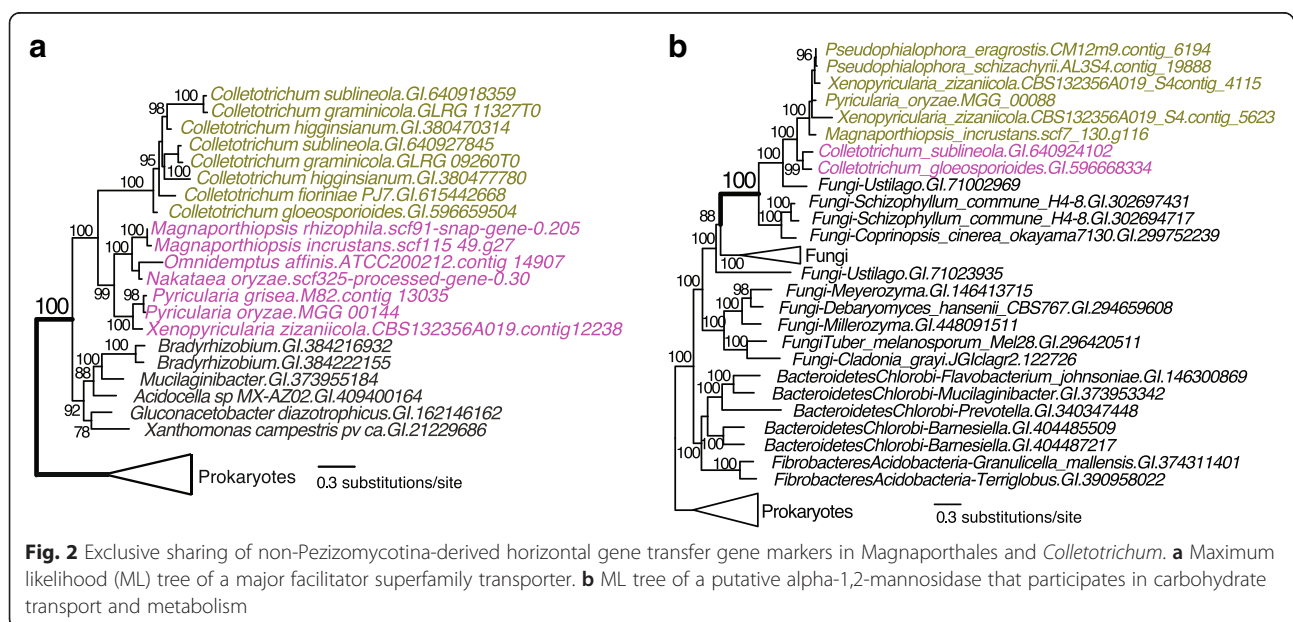 a
100
98
Colletotrichum sublineola.GI.640918359
Colletotrichum graminicola.GLRG 11327T0
Colletotrichum higginsianum.GI.380470314
Colletotrichum sublineola.GI.640927845
95
Colletotrichum graminicola.GLRG 09260T0
100
Colletotrichum higginsianum.GI.380477780
100
Colletotrichum fioriniae PJ7.GI.615442668
Colletotrichum gloeosporioides.GI.596659504
100
100
Magnaporthiopsis rhizophila.scf91-snap-gene-0.205
Magnaporthiopsis incrustans.scf115 49.g27
100
Omnidemptus affinis.ATCC200212.contig 14907
Nakataea oryzae.scf325-processed-gene-0.30
99
98
Pyricularia grisea.M82.contig 13035
Pyricularia oryzae.MGG 00144
100
Xenopyricularia zizaniicola.CBS132356A019.contig12238
100
100
Bradyrhizobium.GI.384216932
Bradyrhizobium.GI.384222155
88
Mucilaginibacter.GI.373955184
Acidocella sp MX-AZ02.GI.409400164
92
Gluconacetobacter diazotrophicus.GI.162146162
78
Xanthomonas campestris pv ca.GI.21229686
Prokaryotes
0.3 substitutions/site
b
96
Pseudophialophora_eragrostis.CM12m9.contig_6194
Pseudophialophora_schizachyrii.AL3S4.contig_19888
Xenopyricularia_zizaniicola.CBS132356A019_S4contig_4115
100
Pyricularia_oryzae.MGG_00088
Xenopyricularia_zizaniicola.CBS132356A019_S4.contig_5623
100
Magnaporthiopsis_incrustans.scf7_130.g116
100
Colletotrichum_sublineola.GI.640924102
99
Colletotrichum_gloeosporioides.GI.596668334
100
Fungi-Ustilago.GI.71002969
100
Fungi-Schizophyllum_commune_H4-8.GI.302697431
100
Fungi-Schizophyllum_commune_H4-8.GI.302694717
88
Fungi-Coprinopsis_cinerea_okayama7130.GI.299752239
100
Fungi
100
Fungi-Ustilago.GI.71023935
98
Fungi-Meyerozyma.GI.146413715
100
Fungi-Debaryomyces_hansenii_CBS767.GI.294659608
Fungi-Millerozyma.GI.448091511
100
100
FungiTuber_melanosporum_Mel28.GI.296420511
Fungi-Cladonia_grayi.JGIclagr2.122726
100
100
BacteroidetesChlorobi-Flavobacterium_johnsoniae.GI.146300869
100
BacteroidetesChlorobi-Mucilaginibacter.GI.373953342
BacteroidetesChlorobi-Prevotella.GI.340347448
BacteroidetesChlorobi-Barnesiella.GI.404485509
100
BacteroidetesChlorobi-Barnesiella.GI.404487217
100
100
FibrobacteresAcidobacteria-Granulicella_mallensis.GI.374311401
FibrobacteresAcidobacteria-Terriglobus.GI.390958022
Prokaryotes
0.3 substitutions/site
Fig. 2 Exclusive sharing of non-Pezizomycotina-derived horizontal gene transfer gene markers in Magnaporthales and Colletotrichum. a Maximum
likelihood (ML) tree of a major facilitator superfamily transporter. b ML tree of a putative alpha-1,2-mannosidase that participates in carbohydrate
transport and metabolism